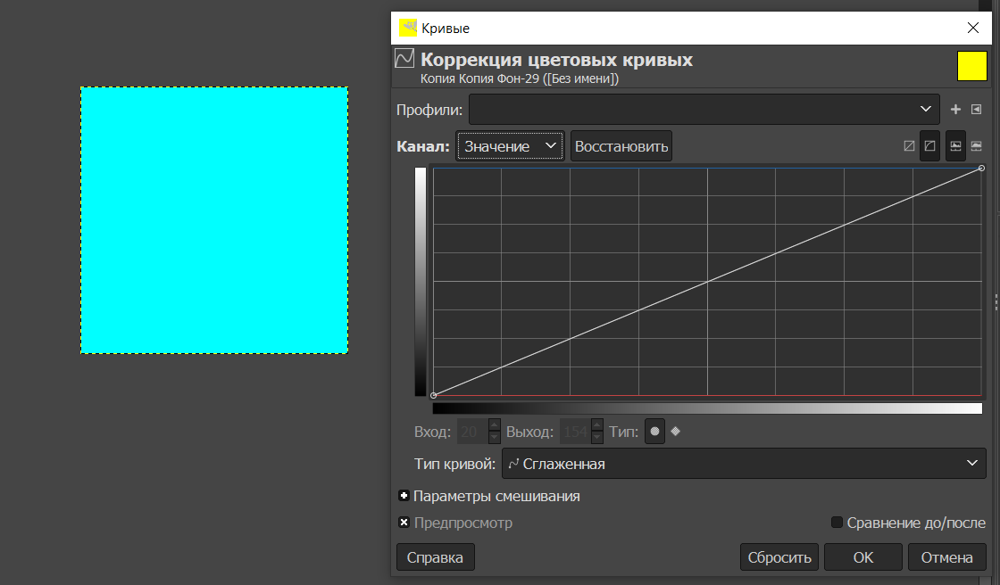 Кривые
Коррекция цветовых кривых
Копия Копия Фон-29 ([Без имени])
Профили:
Канал: Значение Восстановить
Вход: 20 Выход: 154 Тип:
Тип кривой: Сглаженная
Параметры смешивания
Предпросмотр Сравнение до/после
Справка Сбросить OK Отмена